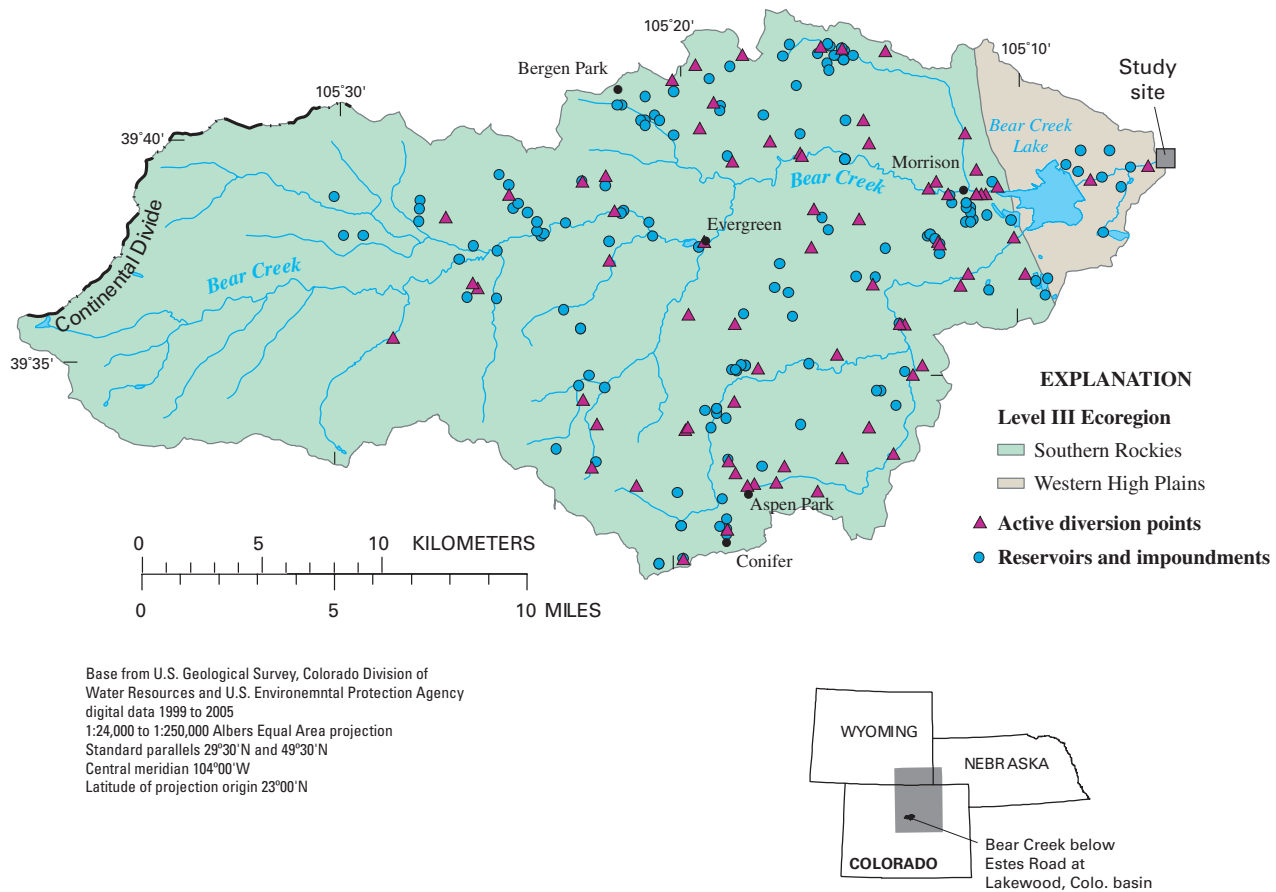 105°20'
105°10'
Bergen Park
Study
site
105°30'
39°40'
Bear Creek
Lake
Morrison
Bear Creek
Evergreen
Continental Divide
Bear Creek
39°35'
EXPLANATION
Level III Ecoregion
Southern Rockies
Western High Plains
Active diversion points
Reservoirs and impoundments
Aspen Park
Conifer
0 5 10 KILOMETERS
0 5 10 MILES
Base from U.S. Geological Survey, Colorado Division of
Water Resources and U.S. Environemntal Protection Agency
digital data 1999 to 2005
1:24,000 to 1:250,000 Albers Equal Area projection
Standard parallels 29°30'N and 49°30'N
Central meridian 104°00'W
Latitude of projection origin 23°00'N
WYOMING
NEBRASKA
COLORADO
Bear Creek below
Estes Road at
Lakewood, Colo. basin